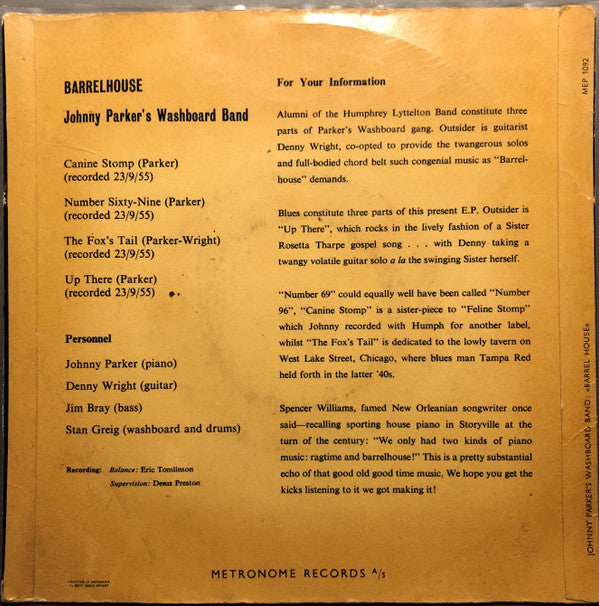 BARRELHOUSE
Johnny Parker's Washboard Band
Canine Stomp (Parker)
(recorded 23/9/55)
Number Sixty-Nine (Parker)
(recorded 23/9/55)
The Fox's Tail (Parker-Wright)
(recorded 23/9/55)
Up There (Parker)
(recorded 23/9/55)
Personnel
Johnny Parker (piano)
Denny Wright (guitar)
Jim Bray (bass)
Stan Greig (washboard and drums)
Recording: Balance: Eric Tomlinson
Supervision: Denis Preston
For Your Information
Alumni of the Humphrey Lyttelton Band constitute three
parts of Parker's Washboard gang. Outsider is guitarist
Denny Wright, co-opted to provide the twangerous solos
and full-bodied chord belt such congenial music as "Barrel-
house" demands.
Blues constitute three parts of this present E.P. Outsider is
"Up There", which rocks in the lively fashion of a Sister
Rosetta Tharpe gospel song . . . with Denny taking a
twangy volatile guitar solo a la the swinging Sister herself.
"Number 69" could equally well have been called "Number
96", "Canine Stomp" is a sister-piece to "Feline Stomp"
which Johnny recorded with Humph for another label,
whilst "The Fox's Tail" is dedicated to the lowly tavern on
West Lake Street, Chicago, where blues man Tampa Red
held forth in the latter '40s.
Spencer Williams, famed New Orleanian songwriter once
said—recalling sporting house piano in Storyville at the
turn of the century: "We only had two kinds of piano
music: ragtime and barrelhouse!" This is a pretty substantial
echo of that good old good time music. We hope you get the
kicks listening to it we got making it!
METRONOME RECORDS A/s
PRINTED IN DENMARK
MEP 1092
JOHNNY PARKER'S WASHBOARD BAND: »BARREL HOUSE»